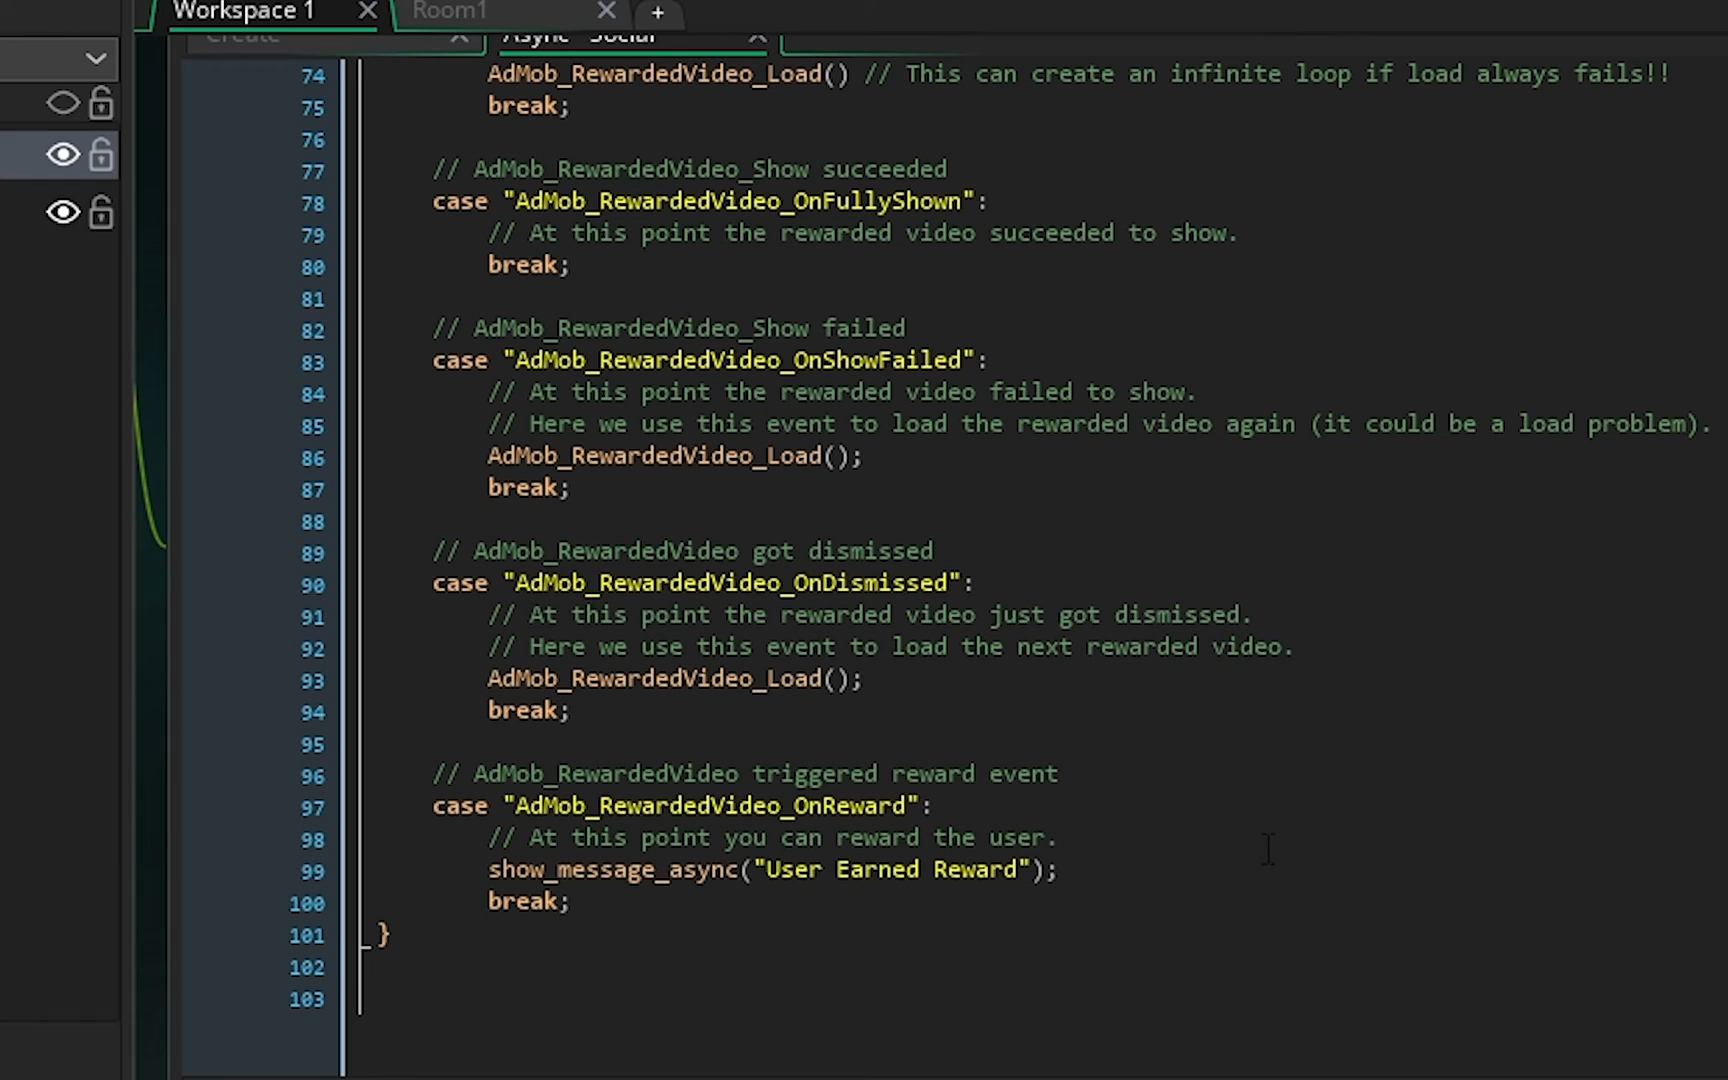 Workspace 1
Room1
+
Create
Async - Social
74 AdMob_RewardedVideo_Load() // This can create an infinite loop if load always fails!!
75 break;
76
77 // AdMob_RewardedVideo_Show succeeded
78 case "AdMob_RewardedVideo_OnFullyShown":
79 // At this point the rewarded video succeeded to show.
80 break;
81
82 // AdMob_RewardedVideo_Show failed
83 case "AdMob_RewardedVideo_OnShowFailed":
84 // At this point the rewarded video failed to show.
85 // Here we use this event to load the rewarded video again (it could be a load problem).
86 AdMob_RewardedVideo_Load();
87 break;
88
89 // AdMob_RewardedVideo got dismissed
90 case "AdMob_RewardedVideo_OnDismissed":
91 // At this point the rewarded video just got dismissed.
92 // Here we use this event to load the next rewarded video.
93 AdMob_RewardedVideo_Load();
94 break;
95
96 // AdMob_RewardedVideo triggered reward event
97 case "AdMob_RewardedVideo_OnReward":
98 // At this point you can reward the user.
99 show_message_async("User Earned Reward");
100 break;
101 }
102
103